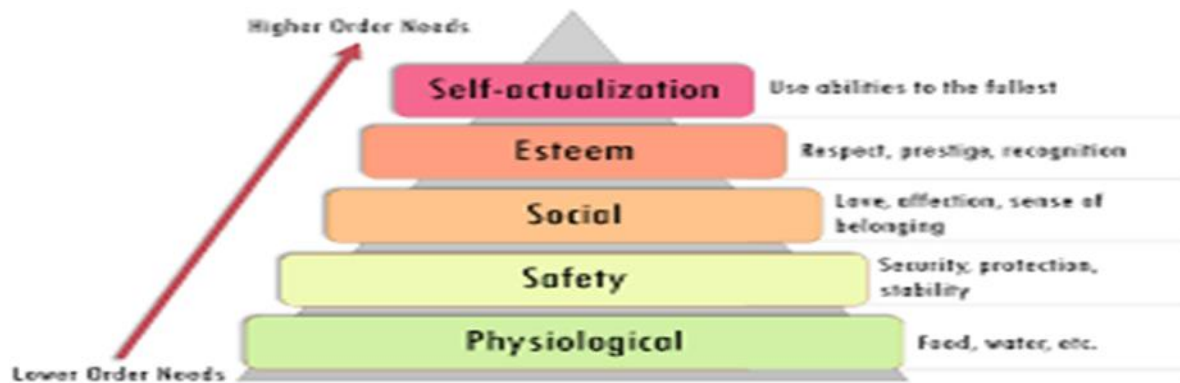 Higher Order Needs
Self-actualization
Use abilities to the fullest
Esteem
Respect, prestige, recognition
Social
Love, affection, sense of
belonging
Safety
Security, protection,
stability
Physiological
Food, water, etc.
Lower Order Needs